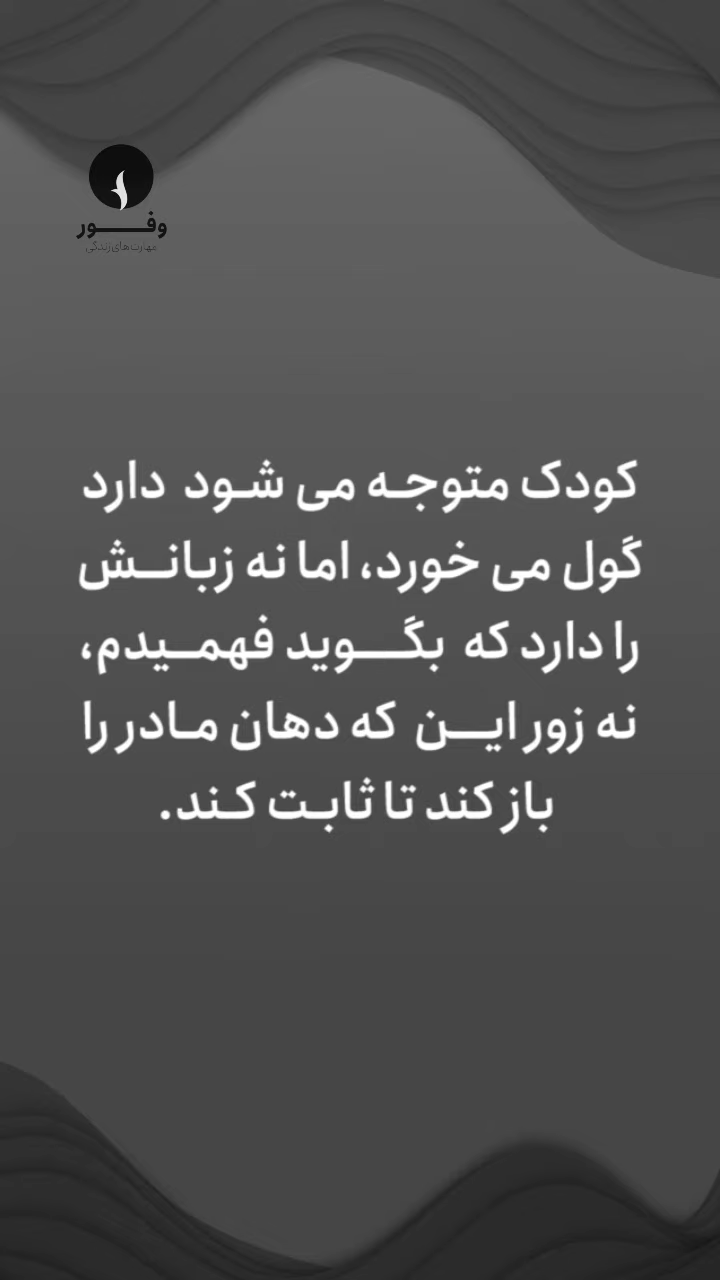 وفور
مهارت‌های زندگی
کودک متوجه می شود دارد
گول می خورد، اما نه زبانش
را دارد که بگوید فهمیدم،
نه زور این که دهان مادر را
باز کند تا ثابت کند.